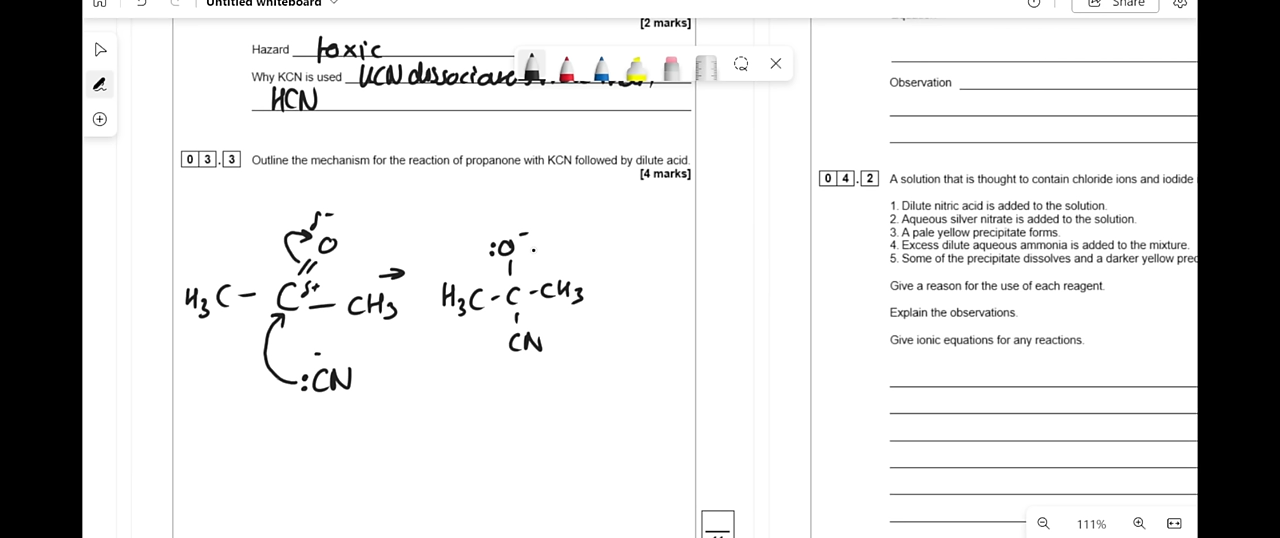 Untitled whiteboard
Share
[2 marks]
Hazard toxic
Why KCN is used KCN
HCN
0 3 . 3 Outline the mechanism for the reaction of propanone with KCN followed by dilute acid.
[4 marks]
δ-
O
H3C - C δ+ - CH3 →
:CN
-
:O-
H3C - C - CH3
CN
Observation
0 4 . 2 A solution that is thought to contain chloride ions and iodide
1. Dilute nitric acid is added to the solution.
2. Aqueous silver nitrate is added to the solution.
3. A pale yellow precipitate forms.
4. Excess dilute aqueous ammonia is added to the mixture.
5. Some of the precipitate dissolves and a darker yellow prec
Give a reason for the use of each reagent.
Explain the observations.
Give ionic equations for any reactions.
111%